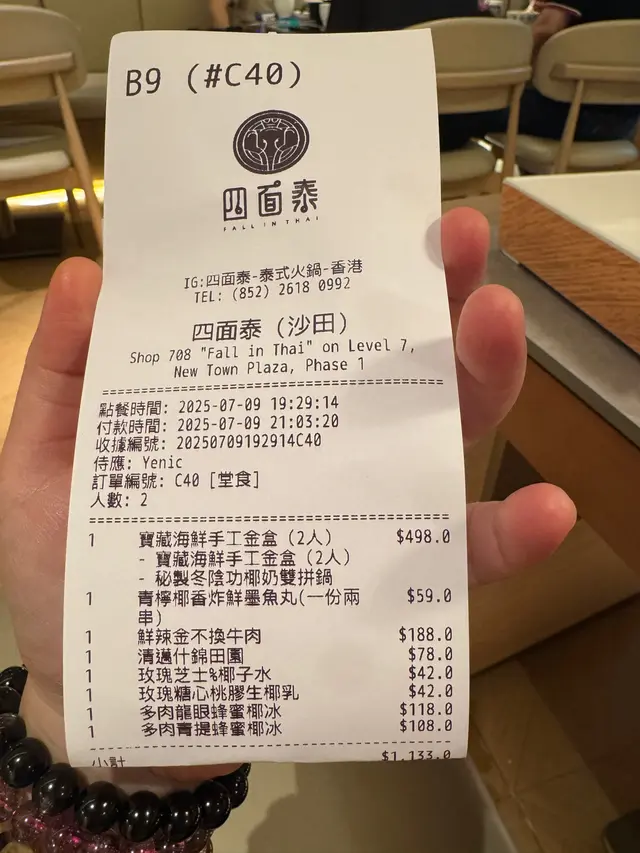 B9 (#C40)
四面泰
FALL IN THAI
IG:四面泰-泰式火鍋-香港
TEL: (852) 2618 0992
四面泰 (沙田)
Shop 708 "Fall in Thai" on Level 7,
New Town Plaza, Phase 1
點餐時間: 2025-07-09 19:29:14
付款時間: 2025-07-09 21:03:20
收據編號: 20250709192914C40
侍應: Yenic
訂單編號: C40 [堂食]
人數: 2
1 寶藏海鮮手工金盒 (2人) $498.0
- 寶藏海鮮手工金盒 (2人)
- 秘製冬陰功椰奶雙拼鍋
1 青檸椰香炸鮮墨魚丸(一份兩 $59.0
串)
1 鮮辣金不換牛肉 $188.0
1 清邁什錦田園 $78.0
1 玫瑰芝士%椰子水 $42.0
1 玫瑰糖心桃膠生椰乳 $42.0
1 多肉龍眼蜂蜜椰冰 $118.0
1 多肉青提蜂蜜椰冰 $108.0
小計 $1,133.0